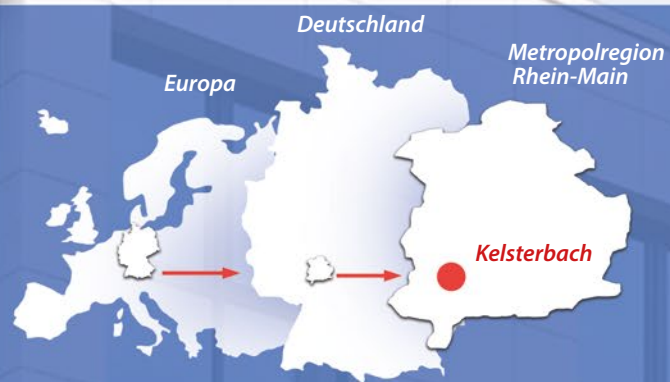 Deutschland
Europa
Metropolregion
Rhein-Main
Kelsterbach